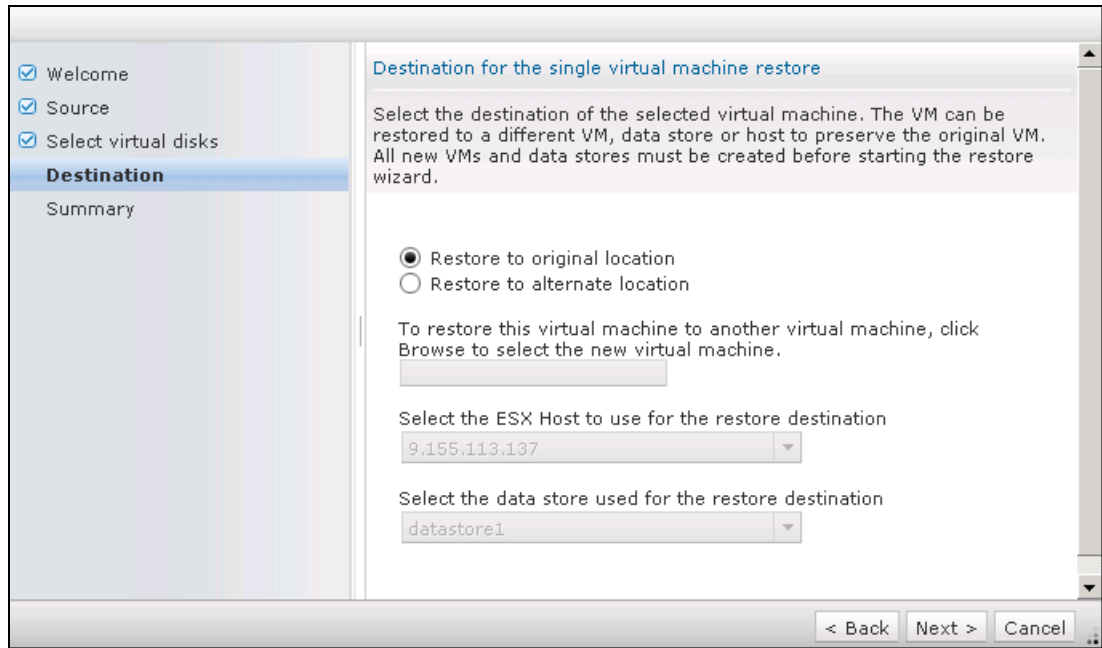 Welcome
Source
Select virtual disks
Destination
Summary
Destination for the single virtual machine restore
Select the destination of the selected virtual machine. The VM can be
restored to a different VM, data store or host to preserve the original VM.
All new VMs and data stores must be created before starting the restore
wizard.
Restore to original location
Restore to alternate location
To restore this virtual machine to another virtual machine, click
Browse to select the new virtual machine.
Select the ESX Host to use for the restore destination
9.155.113.137
Select the data store used for the restore destination
datastore1
< Back Next > Cancel